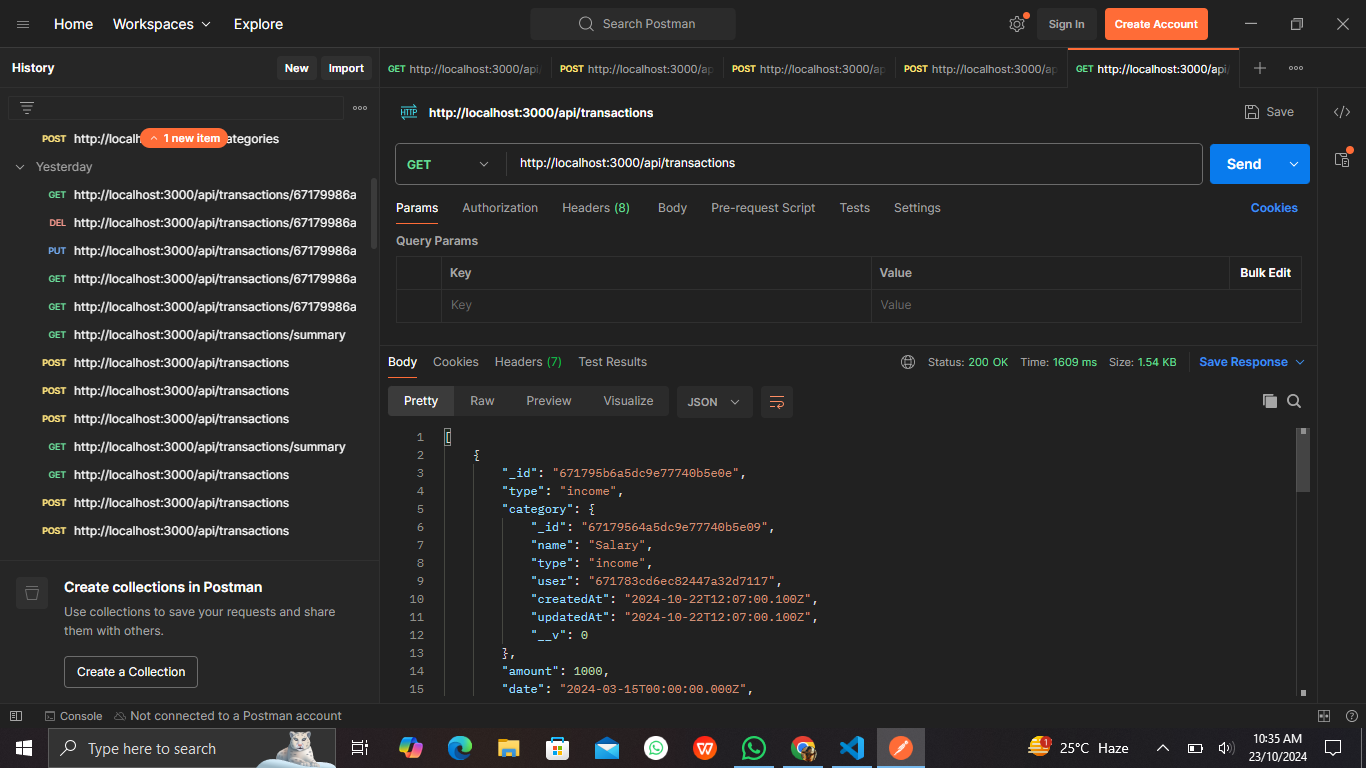 Home Workspaces Explore Search Postman Sign In Create Account
History New Import
GET http://localhost:3000/api POST http://localhost:3000/ap POST http://localhost:3000/ap POST http://localhost:3000/ap GET http://localhost:3000/api/
HTTP http://localhost:3000/api/transactions Save
POST http://local 1 new item ategories
GET http://localhost:3000/api/transactions Send
Yesterday
GET http://localhost:3000/api/transactions/67179986a
DEL http://localhost:3000/api/transactions/67179986a
PUT http://localhost:3000/api/transactions/67179986a
GET http://localhost:3000/api/transactions/67179986a
GET http://localhost:3000/api/transactions/67179986a
GET http://localhost:3000/api/transactions/summary
POST http://localhost:3000/api/transactions
POST http://localhost:3000/api/transactions
POST http://localhost:3000/api/transactions
GET http://localhost:3000/api/transactions/summary
GET http://localhost:3000/api/transactions
POST http://localhost:3000/api/transactions
POST http://localhost:3000/api/transactions
Create collections in Postman
Use collections to save your requests and share
them with others.
Create a Collection
Params Authorization Headers (8) Body Pre-request Script Tests Settings Cookies
Query Params
Key Value Bulk Edit
Key Value
Body Cookies Headers (7) Test Results Status: 200 OK Time: 1609 ms Size: 1.54 KB Save Response
Pretty Raw Preview Visualize JSON
1 [
2 {
3 "_id": "671795b6a5dc9e77740b5e0e",
4 "type": "income",
5 "category": {
6 "_id": "67179564a5dc9e77740b5e09",
7 "name": "Salary",
8 "type": "income",
9 "user": "671783cd6ec82447a32d7117",
10 "createdAt": "2024-10-22T12:07:00.100Z",
11 "updatedAt": "2024-10-22T12:07:00.100Z",
12 "__v": 0
13 },
14 "amount": 1000,
15 "date": "2024-03-15T00:00:00.000Z",
Console Not connected to a Postman account
Type here to search 1 25°C Haze 10:35 AM
23/10/2024